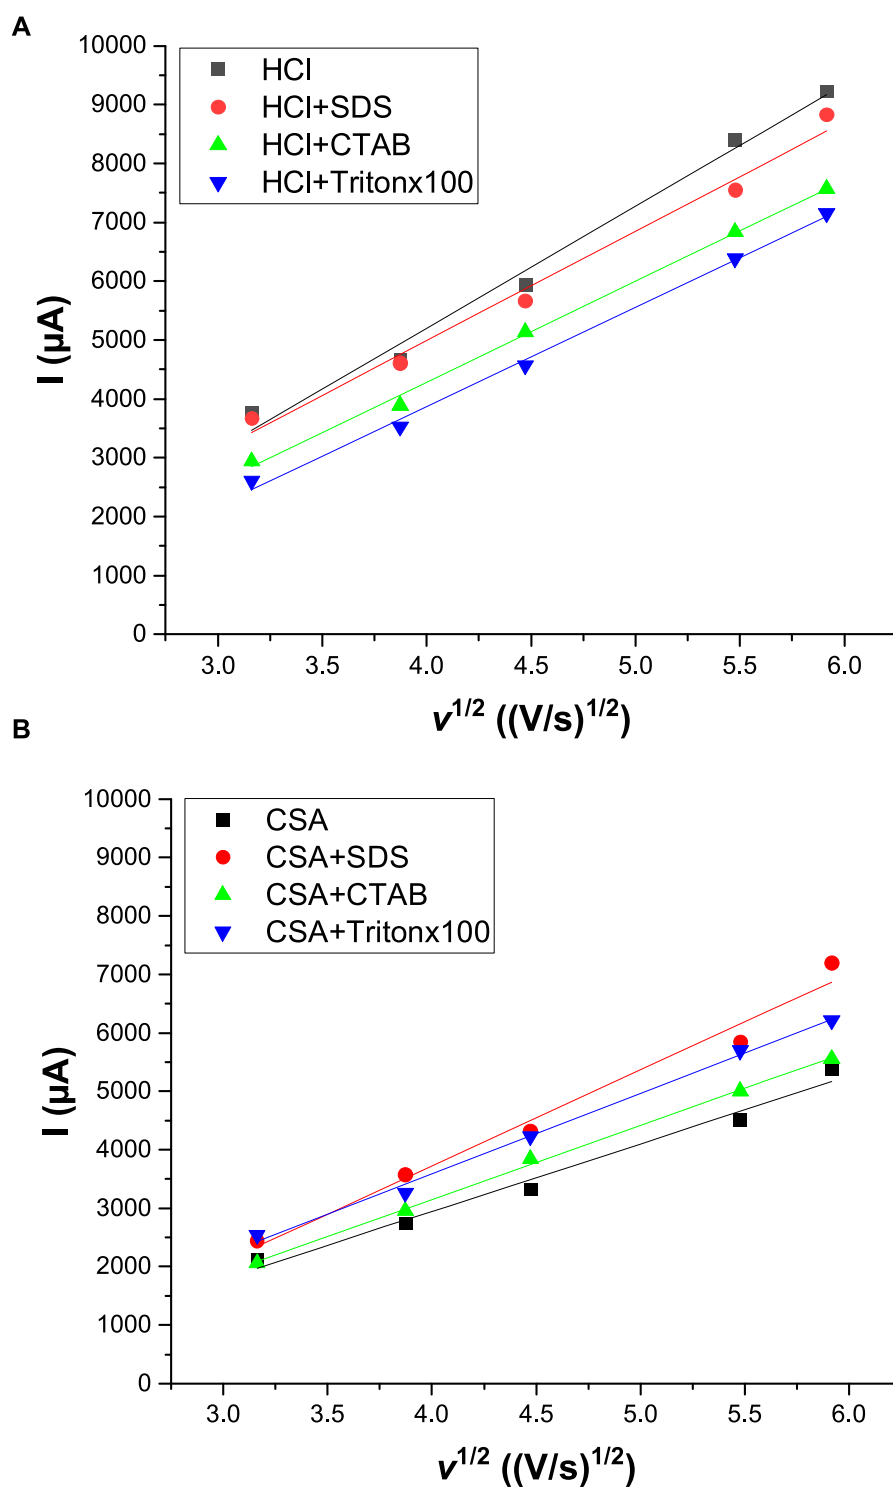 A
10000
9000
8000
7000
6000
5000
4000
3000
2000
1000
0
I (µA)
HCl
HCl+SDS
HCl+CTAB
HCl+Tritonx100
3.0 3.5 4.0 4.5 5.0 5.5 6.0
v^1/2 ((V/s)^1/2)
B
10000
9000
8000
7000
6000
5000
4000
3000
2000
1000
0
I (µA)
CSA
CSA+SDS
CSA+CTAB
CSA+Tritonx100
3.0 3.5 4.0 4.5 5.0 5.5 6.0
v^1/2 ((V/s)^1/2)